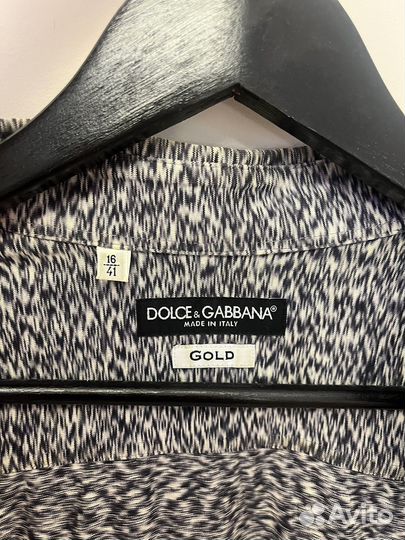 16
41
DOLCE & GABBANA®
MADE IN ITALY
GOLD
Avito